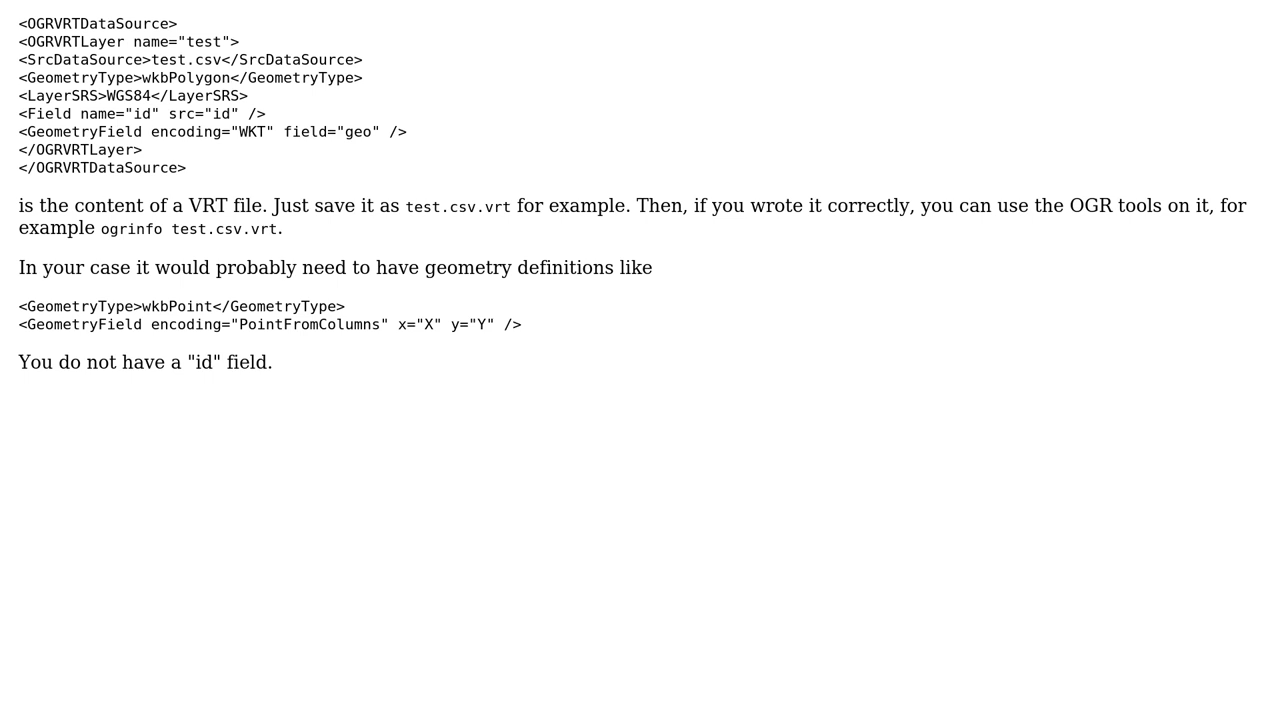 <OGRVRTDataSource>
<OGRVRTLayer name="test">
<SrcDataSource>test.csv</SrcDataSource>
<GeometryType>wkbPolygon</GeometryType>
<LayerSRS>WGS84</LayerSRS>
<Field name="id" src="id" />
<GeometryField encoding="WKT" field="geo" />
</OGRVRTLayer>
</OGRVRTDataSource>
is the content of a VRT file. Just save it as test.csv.vrt for example. Then, if you wrote it correctly, you can use the OGR tools on it, for
example ogrinfo test.csv.vrt.
In your case it would probably need to have geometry definitions like
<GeometryType>wkbPoint</GeometryType>
<GeometryField encoding="PointFromColumns" x="X" y="Y" />
You do not have a "id" field.